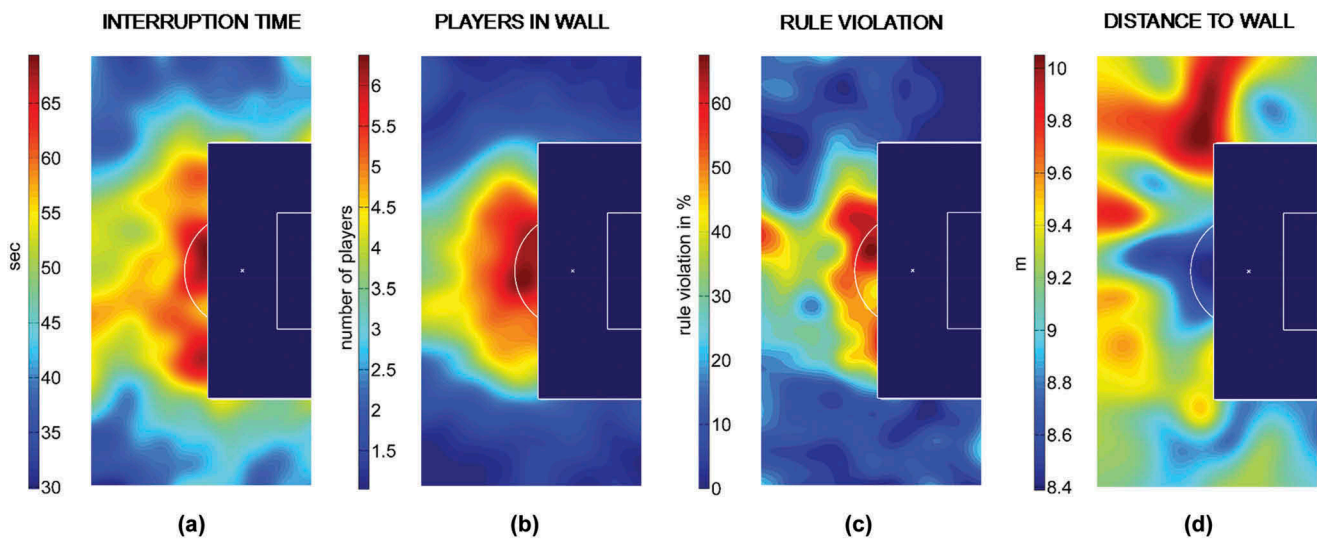 INTERRUPTION TIME
PLAYERS IN WALL
RULE VIOLATION
DISTANCE TO WALL
sec
65
60
55
50
45
40
35
30
number of players
6
5.5
5
4.5
4
3.5
3
2.5
2
1.5
rule violation in %
60
50
40
30
20
10
0
m
10
9.8
9.6
9.4
9.2
9
8.8
8.6
8.4
(a)
(b)
(c)
(d)